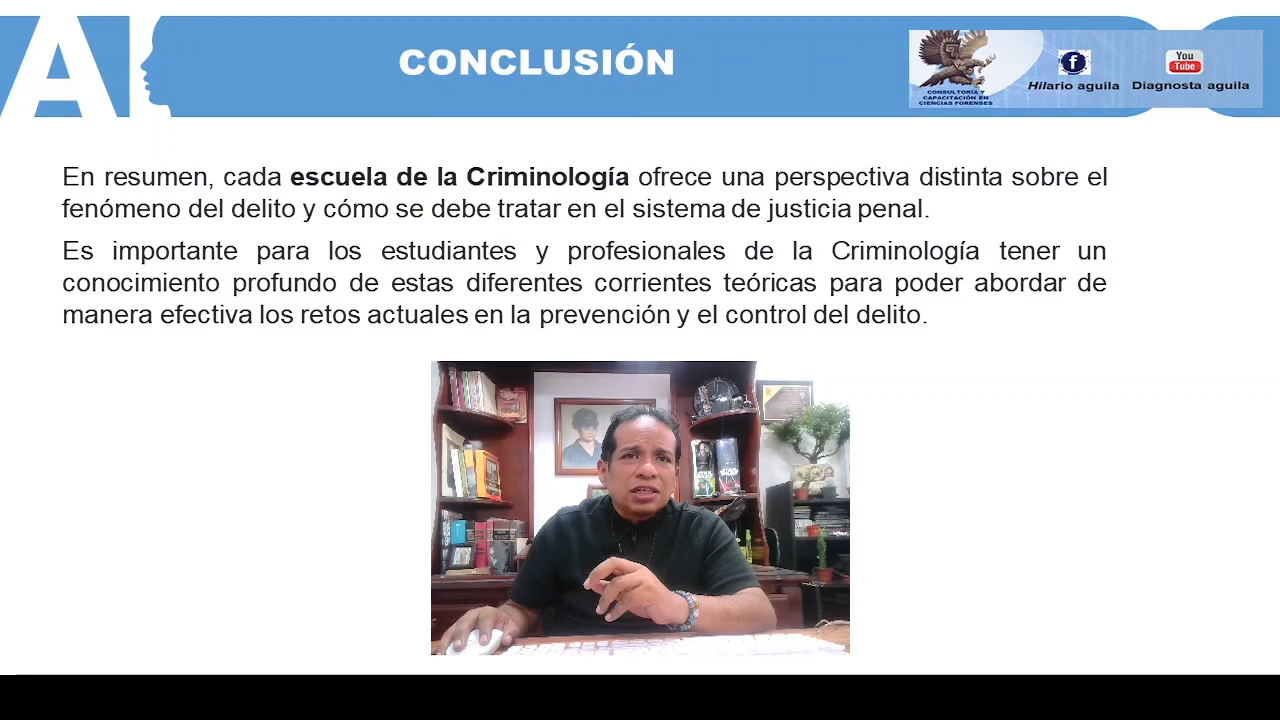 AI
CONCLUSIÓN
CONSULTORÍA Y
CAPACITACIÓN EN
CIENCIAS FORENSES
Hilario aguila
You
Tube
Diagnosta aguila
En resumen, cada escuela de la Criminología ofrece una perspectiva distinta sobre el
fenómeno del delito y cómo se debe tratar en el sistema de justicia penal.
Es importante para los estudiantes y profesionales de la Criminología tener un
conocimiento profundo de estas diferentes corrientes teóricas para poder abordar de
manera efectiva los retos actuales en la prevención y el control del delito.